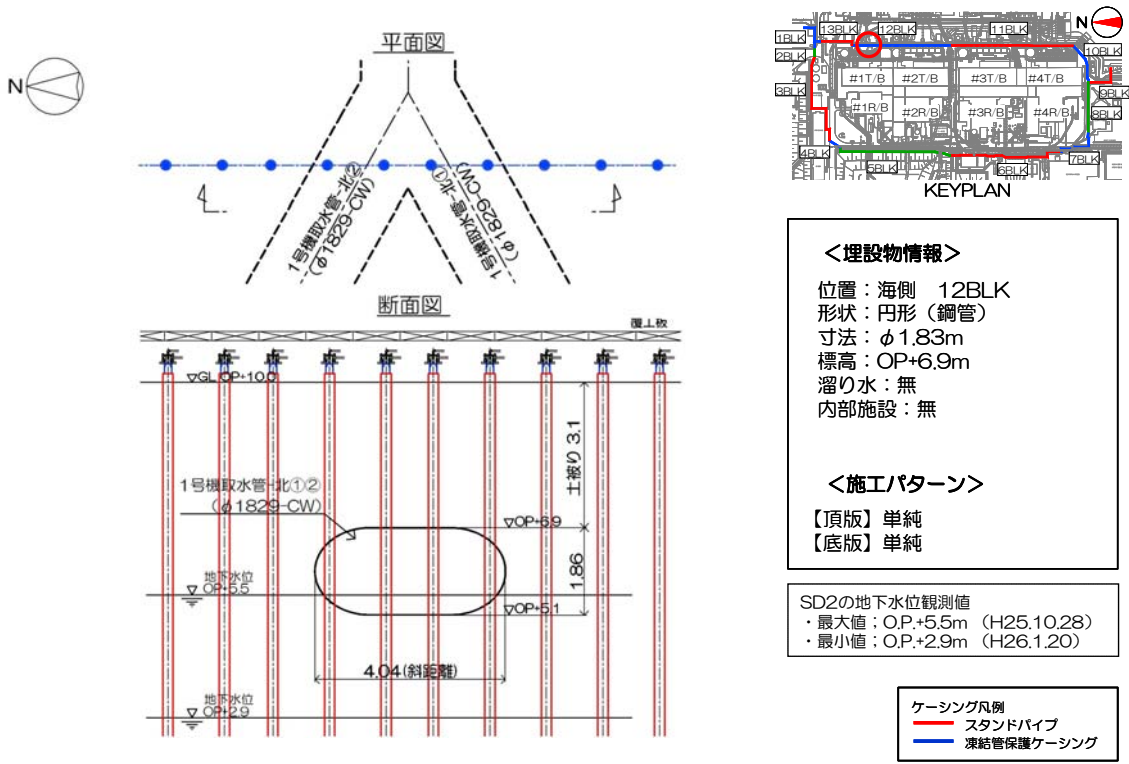 平面図
N
1号機取水管-北②
(φ1829-CW)
1号機取水管-北①
(φ1829-CW)
断面図
覆工板
▽GL OP+10.0
土被り 3.1
1号機取水管-北①②
(φ1829-CW)
▽OP+6.9
1.86
地下水位
▽ OP+5.5
▽OP+5.1
4.04(斜距離)
地下水位
▽ OP+2.9
N
13BLK
12BLK
11BLK
1BLK
2BLK
10BLK
3BLK
#1T/B
#2T/B
#3T/B
#4T/B
9BLK
#1R/B
#2R/B
#3R/B
#4R/B
8BLK
4BLK
5BLK
6BLK
7BLK
KEYPLAN
＜埋設物情報＞
位置：海側　12BLK
形状：円形（鋼管）
寸法：φ1.83m
標高：OP+6.9m
溜り水：無
内部施設：無
＜施工パターン＞
【頂版】単純
【底版】単純
SD2の地下水位観測値
・最大値；O.P.+5.5m （H25.10.28）
・最小値；O.P.+2.9m （H26.1.20）
ケーシング凡例
スタンドパイプ
凍結管保護ケーシング